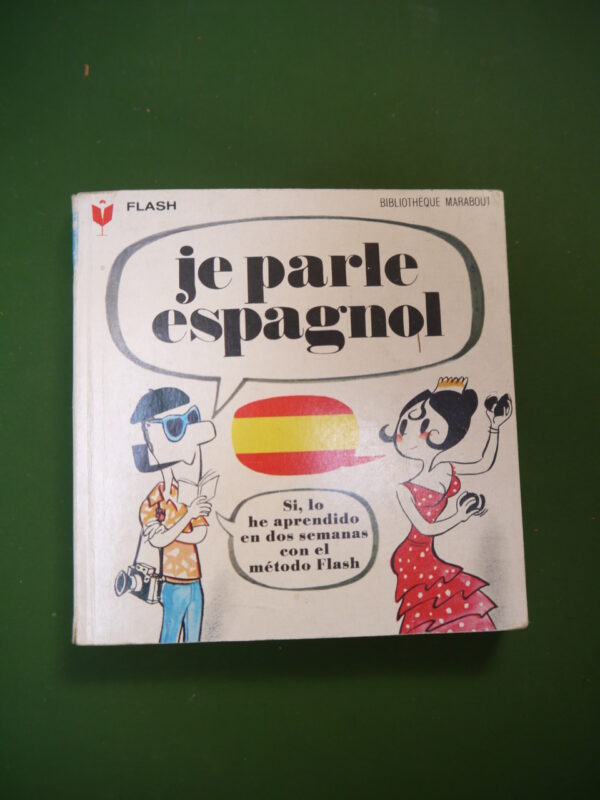 FLASH
BIBLIOTHÈQUE MARABOUT
je parle
espagnol
Si, lo
he aprendido
en dos semanas
con el
método Flash